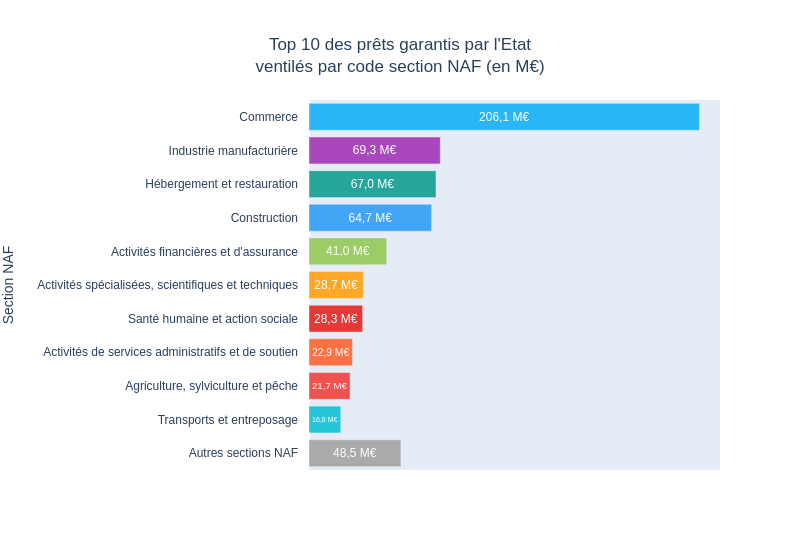 Top 10 des prêts garantis par l'Etat
ventilés par code section NAF (en M€)
Section NAF
Commerce 206,1 M€
Industrie manufacturière 69,3 M€
Hébergement et restauration 67,0 M€
Construction 64,7 M€
Activités financières et d'assurance 41,0 M€
Activités spécialisées, scientifiques et techniques 28,7 M€
Santé humaine et action sociale 28,3 M€
Activités de services administratifs et de soutien 22,9 M€
Agriculture, sylviculture et pêche 21,7 M€
Transports et entreposage 16,8 M€
Autres sections NAF 48,5 M€